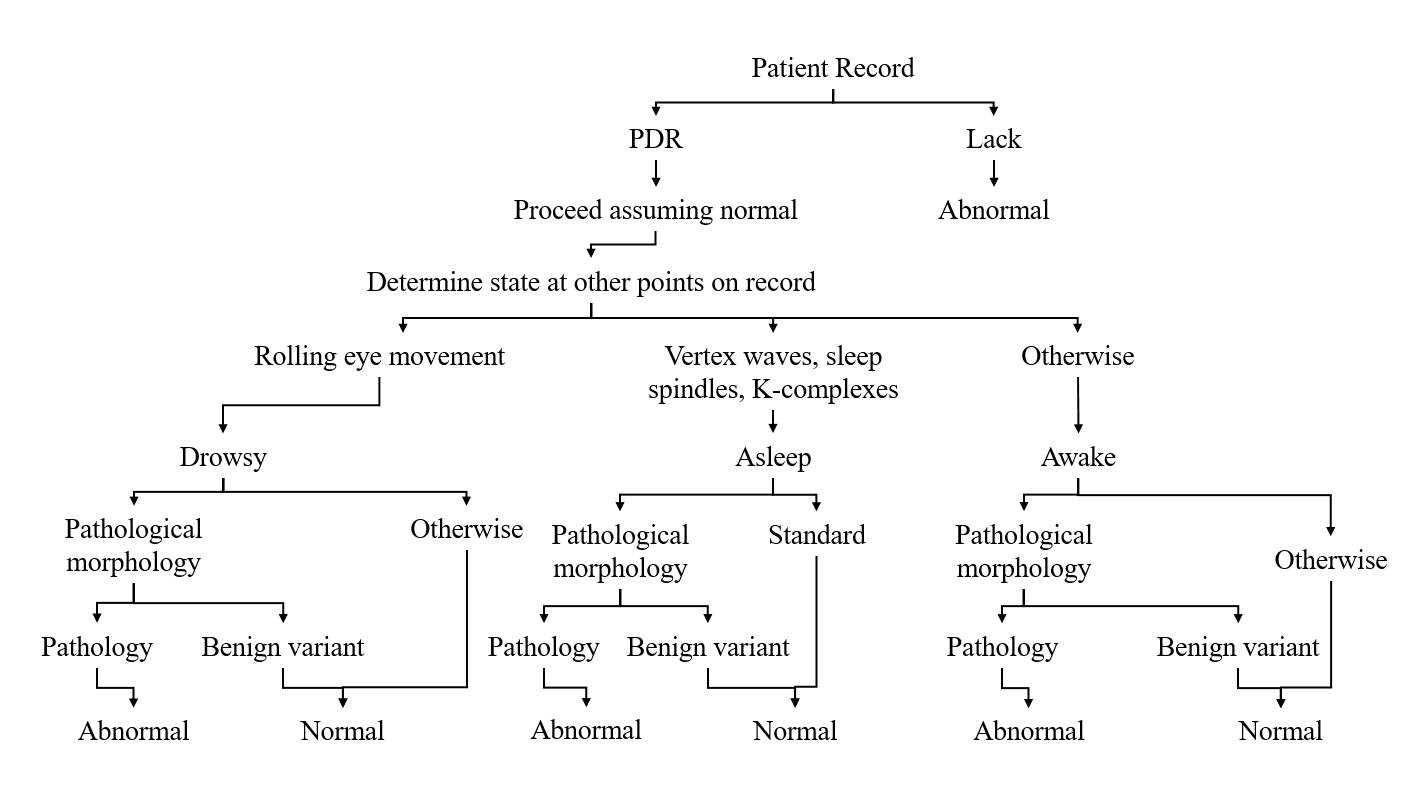 Patient Record
PDR
Lack
Proceed assuming normal
Abnormal
Determine state at other points on record
Rolling eye movement
Vertex waves, sleep
spindles, K-complexes
Otherwise
Drowsy
Asleep
Awake
Pathological
morphology
Otherwise
Pathological
morphology
Standard
Pathological
morphology
Otherwise
Pathology
Benign variant
Pathology
Benign variant
Pathology
Benign variant
Abnormal
Normal
Abnormal
Normal
Abnormal
Normal